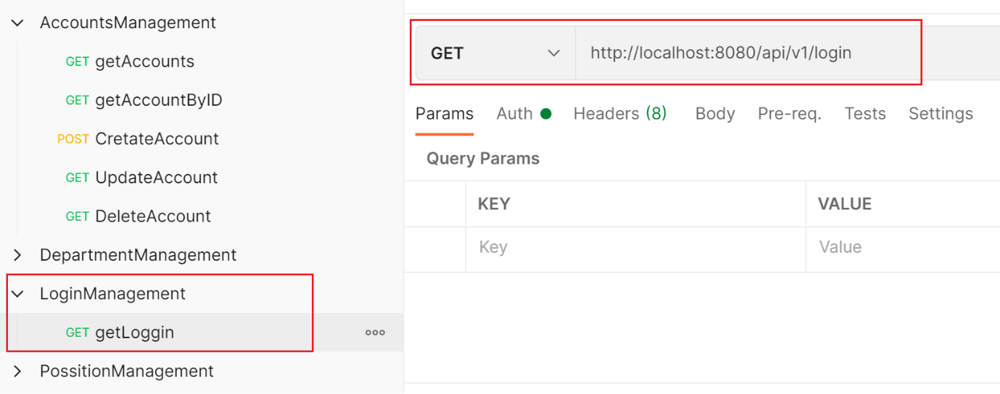 AccountsManagement
GET getAccounts
GET getAccountByID
POST CretateAccount
GET UpdateAccount
GET DeleteAccount
DepartmentManagement
LoginManagement
GET getLoggin
PossitionManagement
GET http://localhost:8080/api/v1/login
Params Auth Headers (8) Body Pre-req. Tests Settings
Query Params
KEY VALUE
Key Value